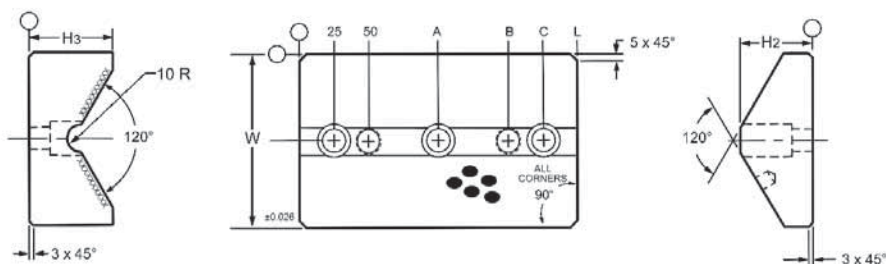 H3
10 R
120°
3 x 45°
25 50 A B C L
5 x 45°
W
ALL
CORNERS
90°
±0.026
H2
120°
3 x 45°